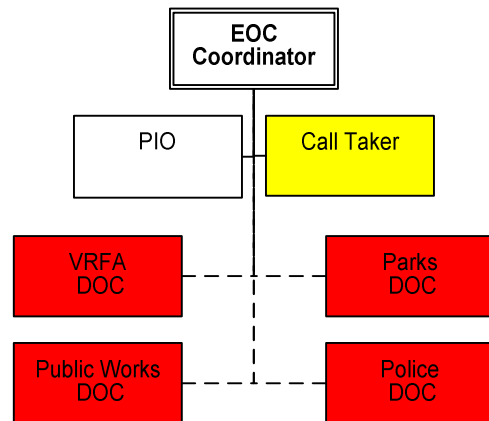 EOC
Coordinator
PIO
Call Taker
VRFA
DOC
Parks
DOC
Public Works
DOC
Police
DOC